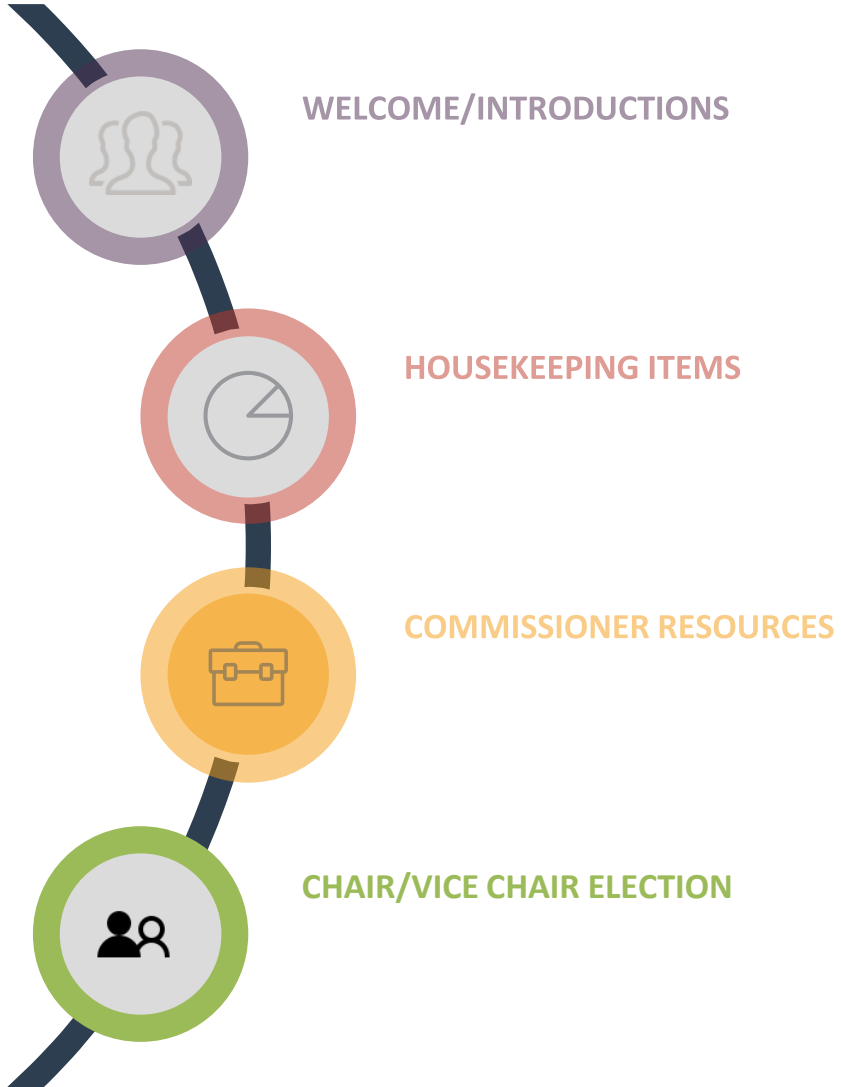 WELCOME/INTRODUCTIONS
HOUSEKEEPING ITEMS
COMMISSIONER RESOURCES
CHAIR/VICE CHAIR ELECTION